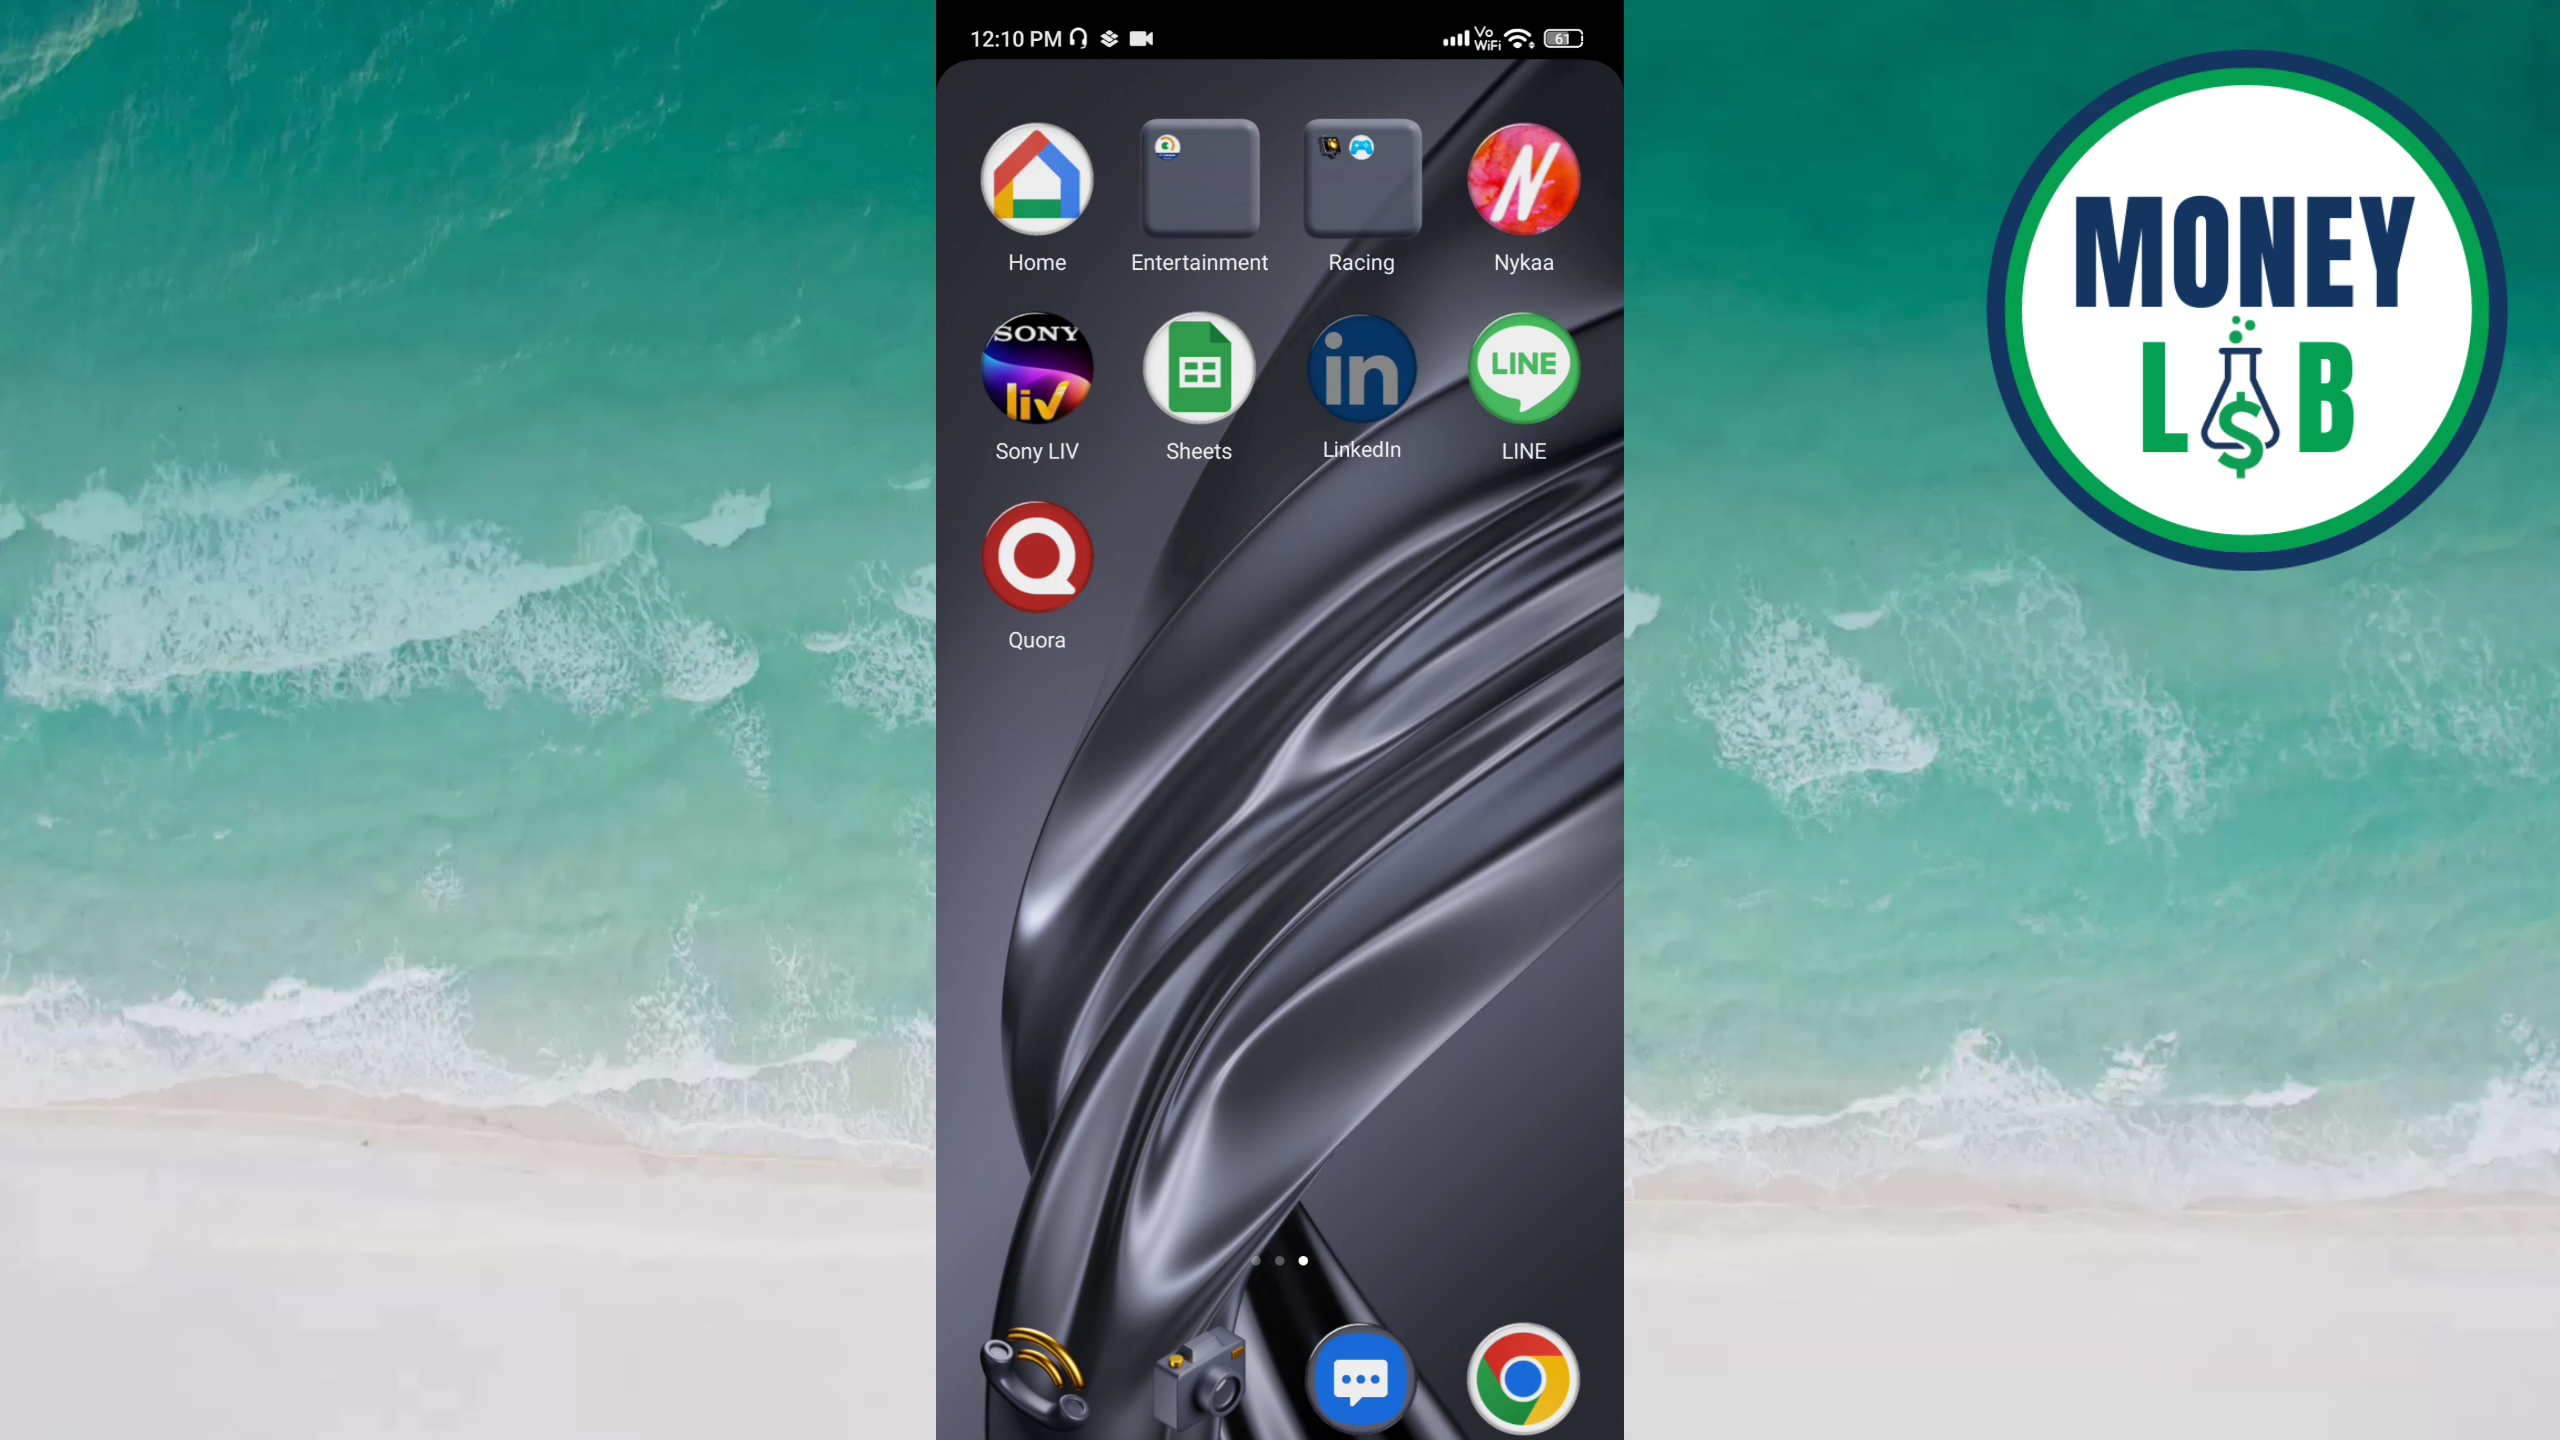 12:10 PM
Vo
WiFi
61
Home
Entertainment
Racing
Nykaa
SONY
liv
Sony LIV
Sheets
in
LinkedIn
LINE
LINE
Quora
MONEY
L$B